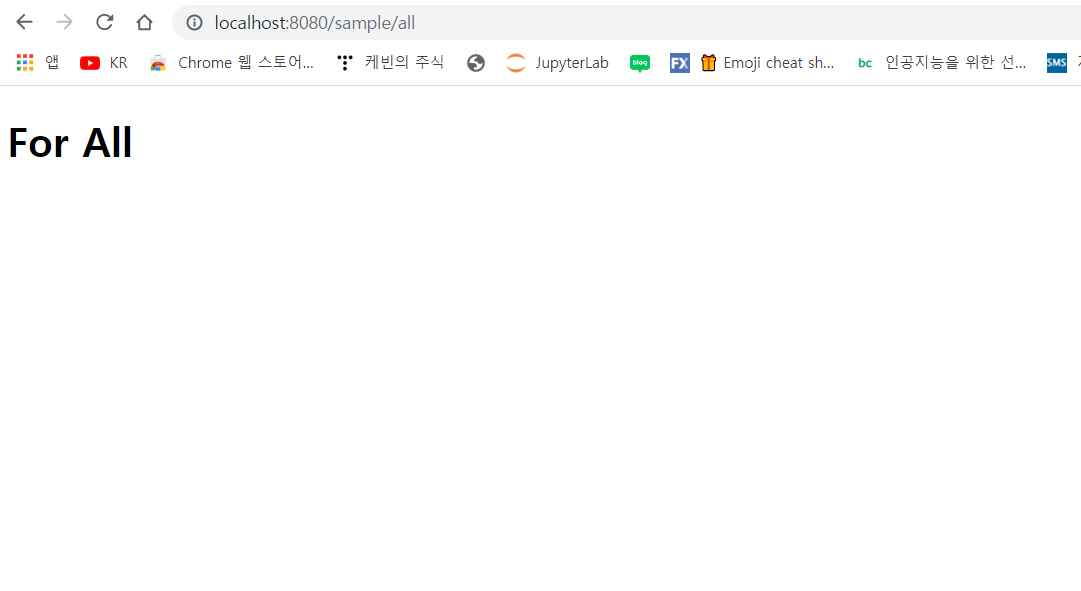 localhost:8080/sample/all
앱 KR Chrome 웹 스토어... 케빈의 주식 JupyterLab blog FX Emoji cheat sh... bc 인공지능을 위한 선... SMS
For All